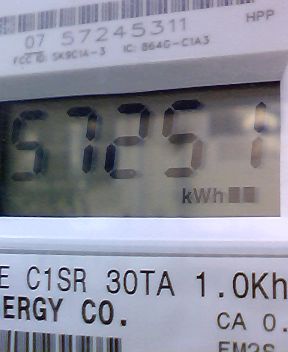 HPP
07 57245311
FCC ID: SK9C1A-3 IC: 864G-C1A3
57251
kWh
E C1SR 30TA 1.0Kh
ERGY CO.
CA 0.
FM2S